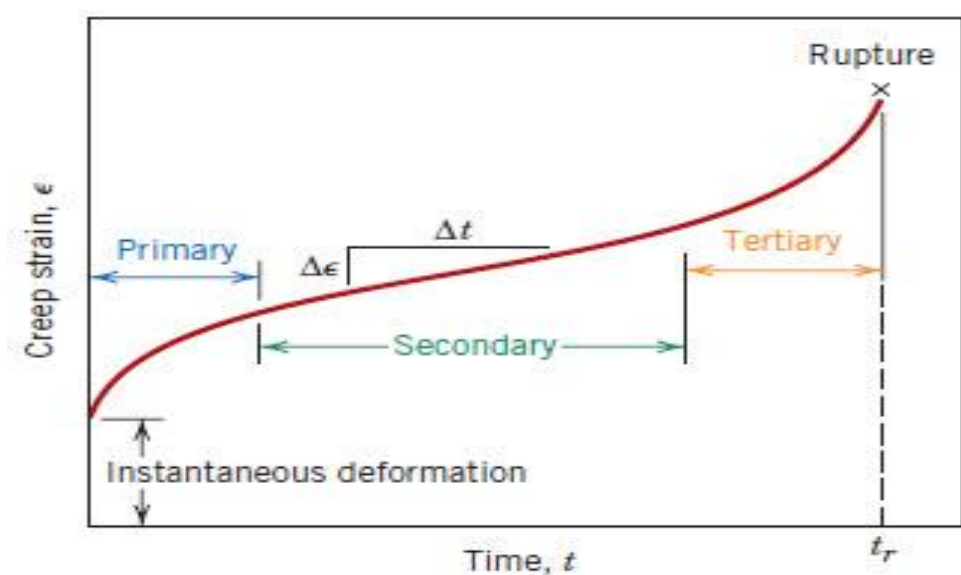 Rupture
Creep strain, ϵ
Primary
Δt
Δϵ
Tertiary
Secondary
Instantaneous deformation
Time, t
tᵣ